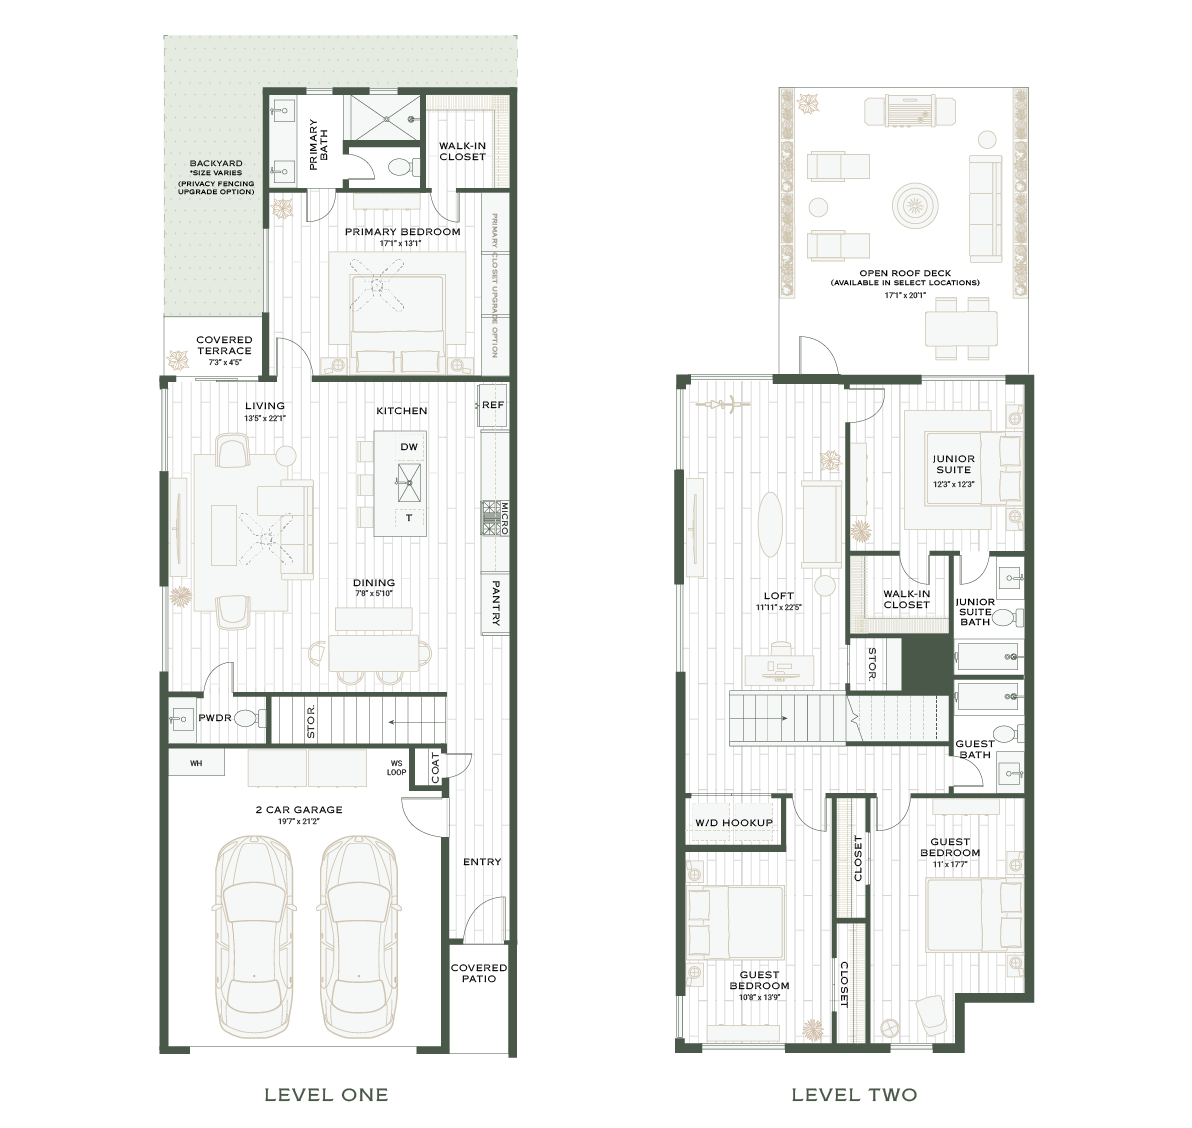 BACKYARD
*SIZE VARIES
(PRIVACY FENCING
UPGRADE OPTION)
PRIMARY
BATH
WALK-IN
CLOSET
PRIMARY BEDROOM
17'1" x 13'1"
PRIMARY CLOSET UPGRADE OPTION
COVERED
TERRACE
7'3" x 4'5"
LIVING
13'5" x 22'1"
KITCHEN
REF
DW
T
MICRO
DINING
7'8" x 5'10"
PANTRY
PWDR
STOR.
WH
WS
LOOP
COAT
2 CAR GARAGE
19'7" x 21'2"
ENTRY
COVERED
PATIO
LEVEL ONE
OPEN ROOF DECK
(AVAILABLE IN SELECT LOCATIONS)
17'1" x 20'1"
JUNIOR
SUITE
12'3" x 12'3"
LOFT
11'11" x 22'5"
WALK-IN
CLOSET
JUNIOR
SUITE
BATH
STOR.
GUEST
BATH
W/D HOOKUP
CLOSET
GUEST
BEDROOM
11' x 17'7"
GUEST
BEDROOM
10'8" x 13'9"
CLOSET
LEVEL TWO